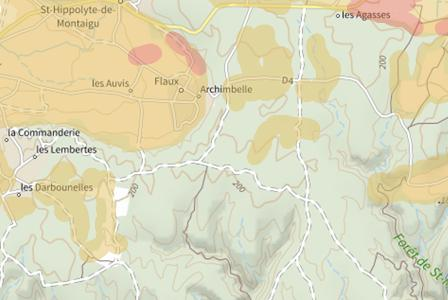 St-Hippolyte-de-
Montaigu
les Agasses
200
les Auvis
Flaux
D4
Archimbelle
la Commanderie
les Lembertes
les Darbounelles
200
200
Forêt de St-